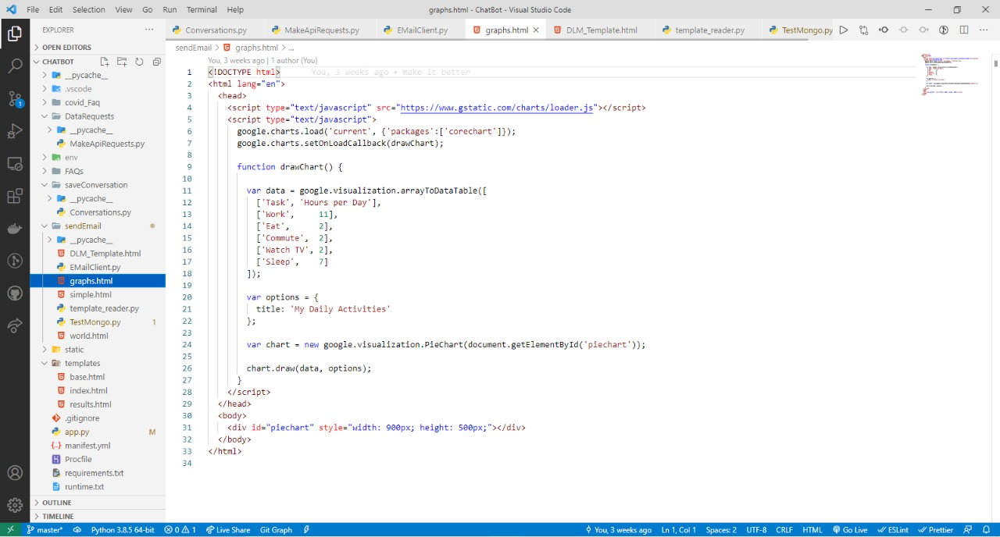 File Edit Selection View Go Run Terminal Help
graphs.html - ChatBot - Visual Studio Code
EXPLORER
Conversations.py
MakeApiRequests.py
EMailClient.py
graphs.html
DLM_Template.html
template_reader.py
TestMongo.py
OPEN EDITORS
CHATBOT
__pycache__
.vscode
covid_Faq
DataRequests
__pycache__
MakeApiRequests.py
env
FAQs
saveConversation
__pycache__
Conversations.py
sendEmail
__pycache__
DLM_Template.html
EMailClient.py
graphs.html
simple.html
template_reader.py
TestMongo.py 1
world.html
static
templates
base.html
index.html
results.html
.gitignore
app.py M
manifest.yml
Procfile
requirements.txt
runtime.txt
OUTLINE
TIMELINE
1
sendEmail > graphs.html > ...
You, 3 weeks ago | 1 author (You)
1 <!DOCTYPE html> You, 3 weeks ago • make it better
2 <html lang="en">
3 <head>
4 <script type="text/javascript" src="https://www.gstatic.com/charts/loader.js"></script>
5 <script type="text/javascript">
6 google.charts.load('current', {'packages':['corechart']});
7 google.charts.setOnLoadCallback(drawChart);
8
9 function drawChart() {
10
11 var data = google.visualization.arrayToDataTable([
12 ['Task', 'Hours per Day'],
13 ['Work', 11],
14 ['Eat', 2],
15 ['Commute', 2],
16 ['Watch TV', 2],
17 ['Sleep', 7]
18 ]);
19
20 var options = {
21 title: 'My Daily Activities'
22 };
23
24 var chart = new google.visualization.PieChart(document.getElementById('piechart'));
25
26 chart.draw(data, options);
27 }
28 </script>
29 </head>
30 <body>
31 <div id="piechart" style="width: 900px; height: 500px;"></div>
32 </body>
33 </html>
34
master* Python 3.8.5 64-bit 0 1 Live Share Git Graph
You, 3 weeks ago Ln 1, Col 1 Spaces: 2 UTF-8 CRLF HTML Go Live ESLint Prettier